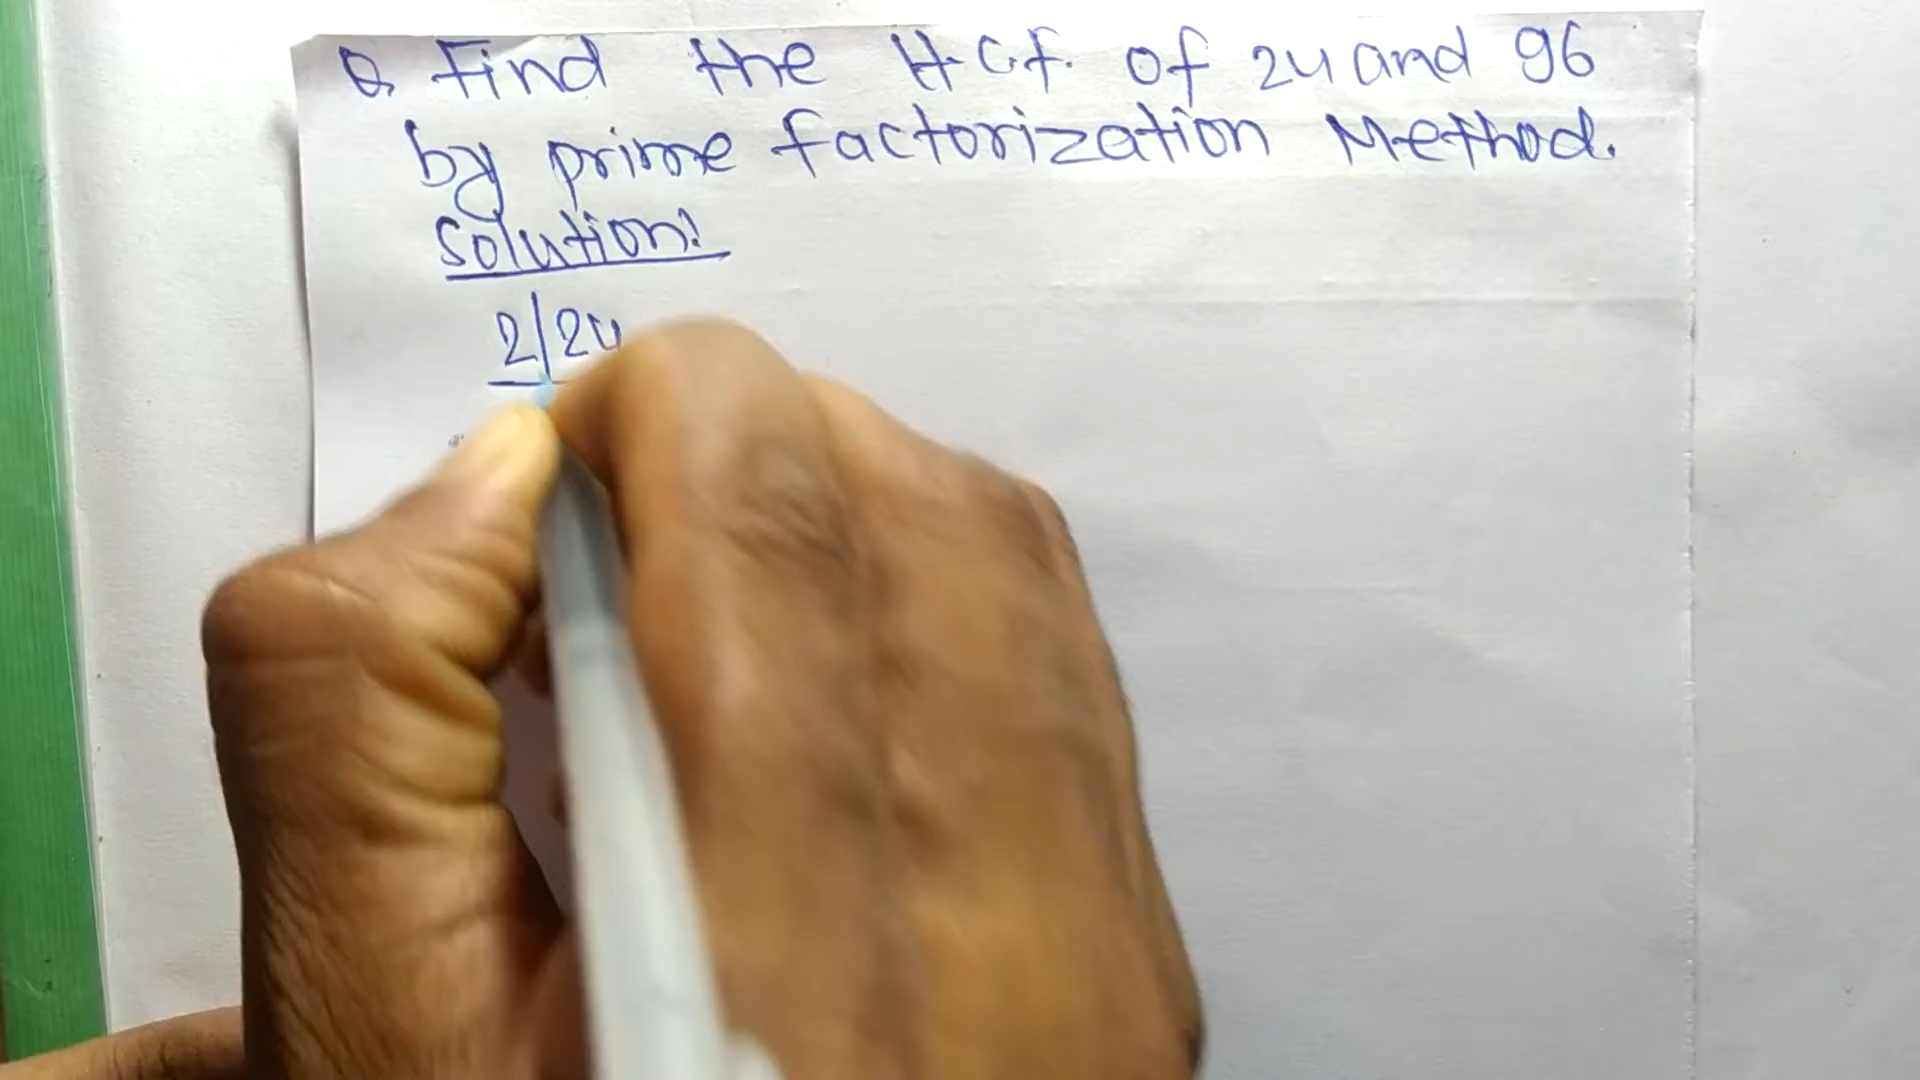 Q. Find the H.C.F. of 24 and 96
by prime factorization Method.
Solution:
2|24